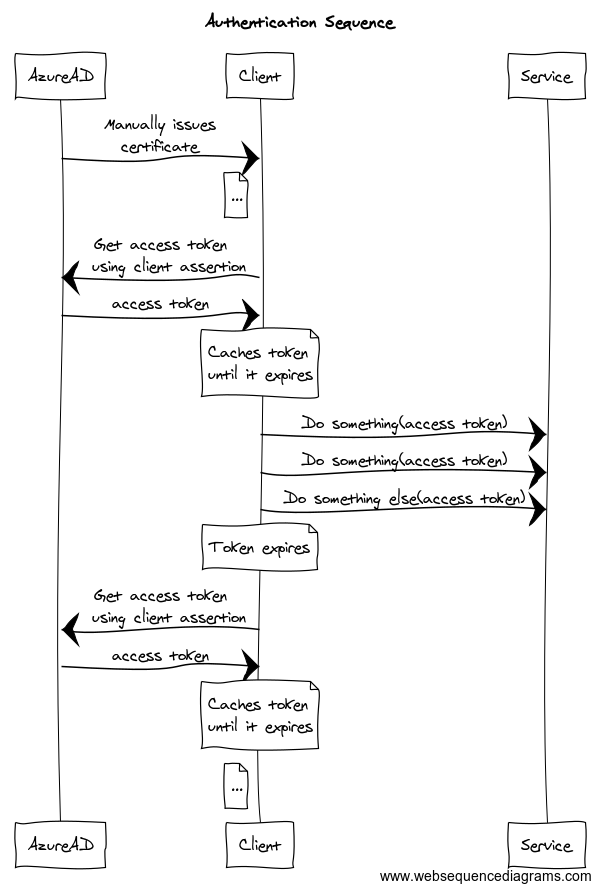 Authentication Sequence
AzureAD
Client
Service
Manually issues
certificate
...
Get access token
using client assertion
access token
Caches token
until it expires
Do something(access token)
Do something(access token)
Do something else(access token)
Token expires
Get access token
using client assertion
access token
Caches token
until it expires
...
AzureAD
Client
Service
www.websequencediagrams.com